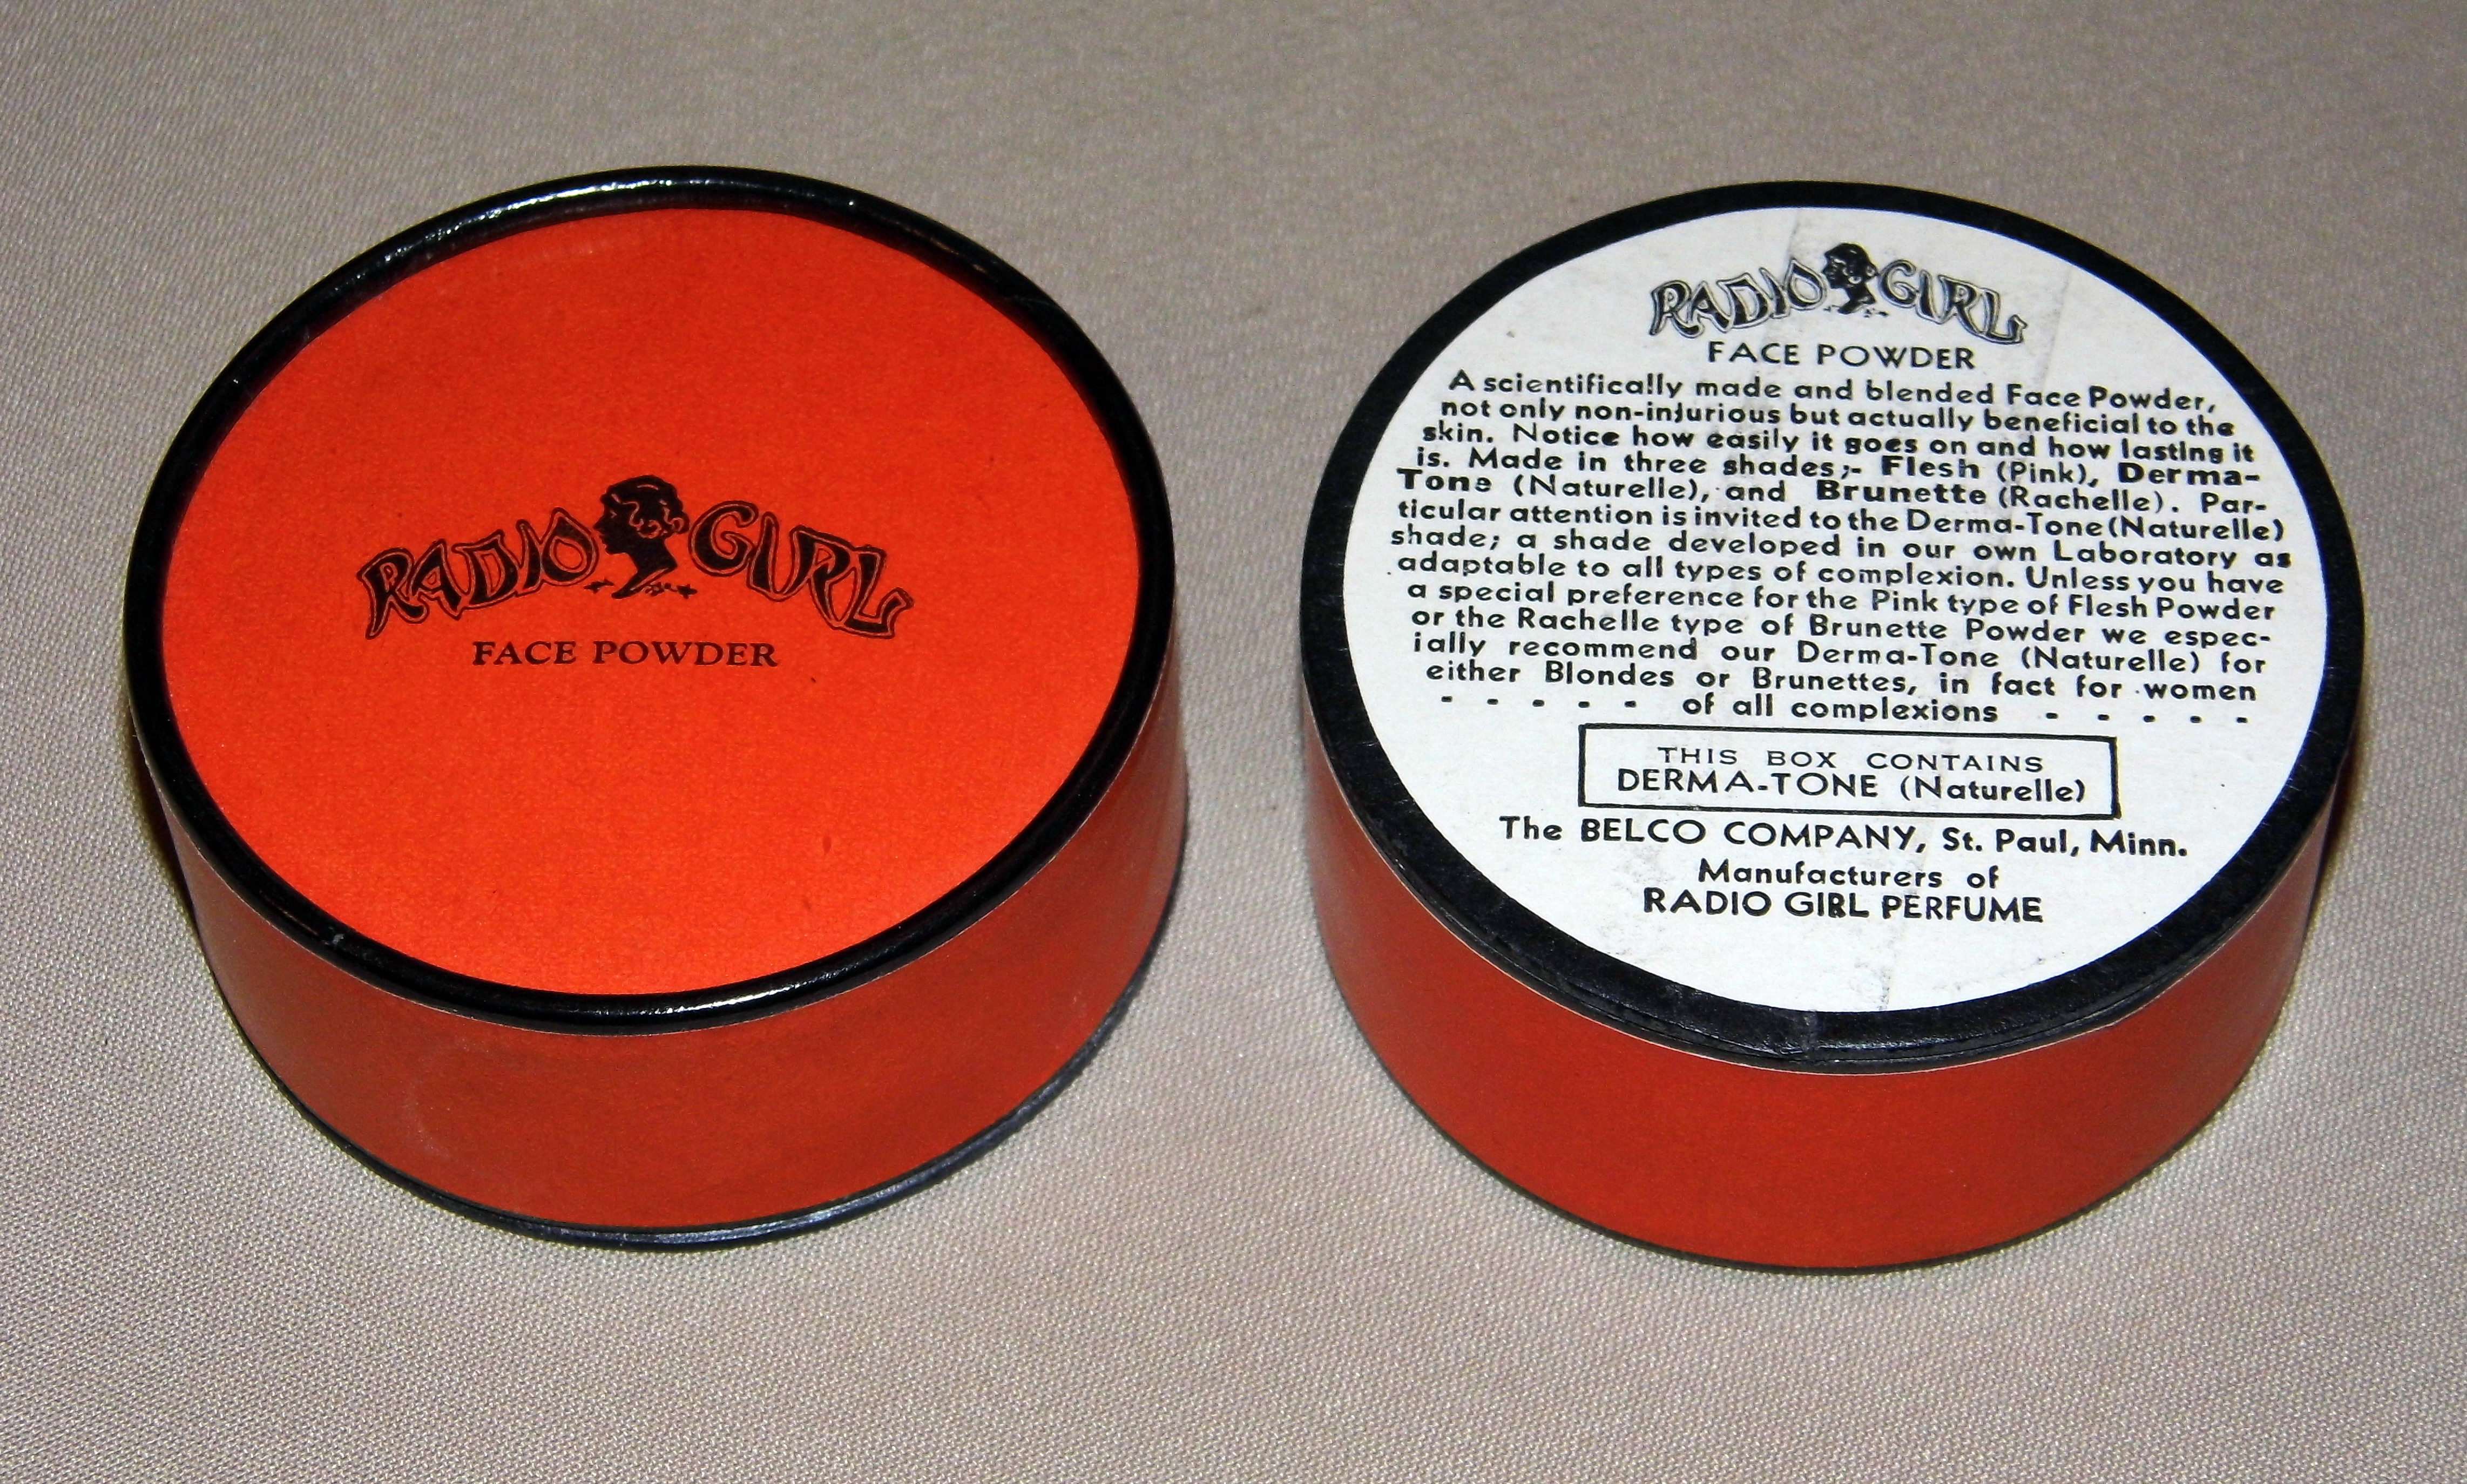 RADIO GIRL
FACE POWDER
RADIO GIRL
FACE POWDER
A scientifically made and blended Face Powder,
not only non-injurious but actually beneficial to the
skin. Notice how easily it goes on and how lasting it
is. Made in three shades;- Flesh (Pink), Derma-
Tone (Naturelle), and Brunette (Rachelle). Par-
ticular attention is invited to the Derma-Tone (Naturelle)
shade; a shade developed in our own Laboratory as
adaptable to all types of complexion. Unless you have
a special preference for the Pink type of Flesh Powder
or the Rachelle type of Brunette Powder we espec-
ially recommend our Derma-Tone (Naturelle) for
either Blondes or Brunettes, in fact for women
- - - - - of all complexions - - - - -
THIS BOX CONTAINS
DERMA-TONE (Naturelle)
The BELCO COMPANY, St. Paul, Minn.
Manufacturers of
RADIO GIRL PERFUME